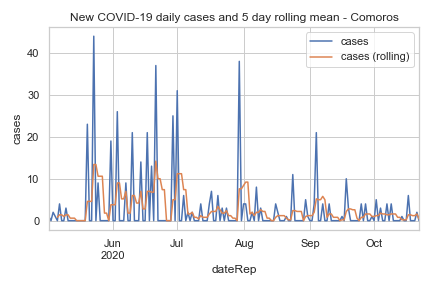 New COVID-19 daily cases and 5 day rolling mean - Comoros
cases
cases (rolling)
40
30
20
10
0
cases
Jun
2020
Jul
Aug
Sep
Oct
dateRep